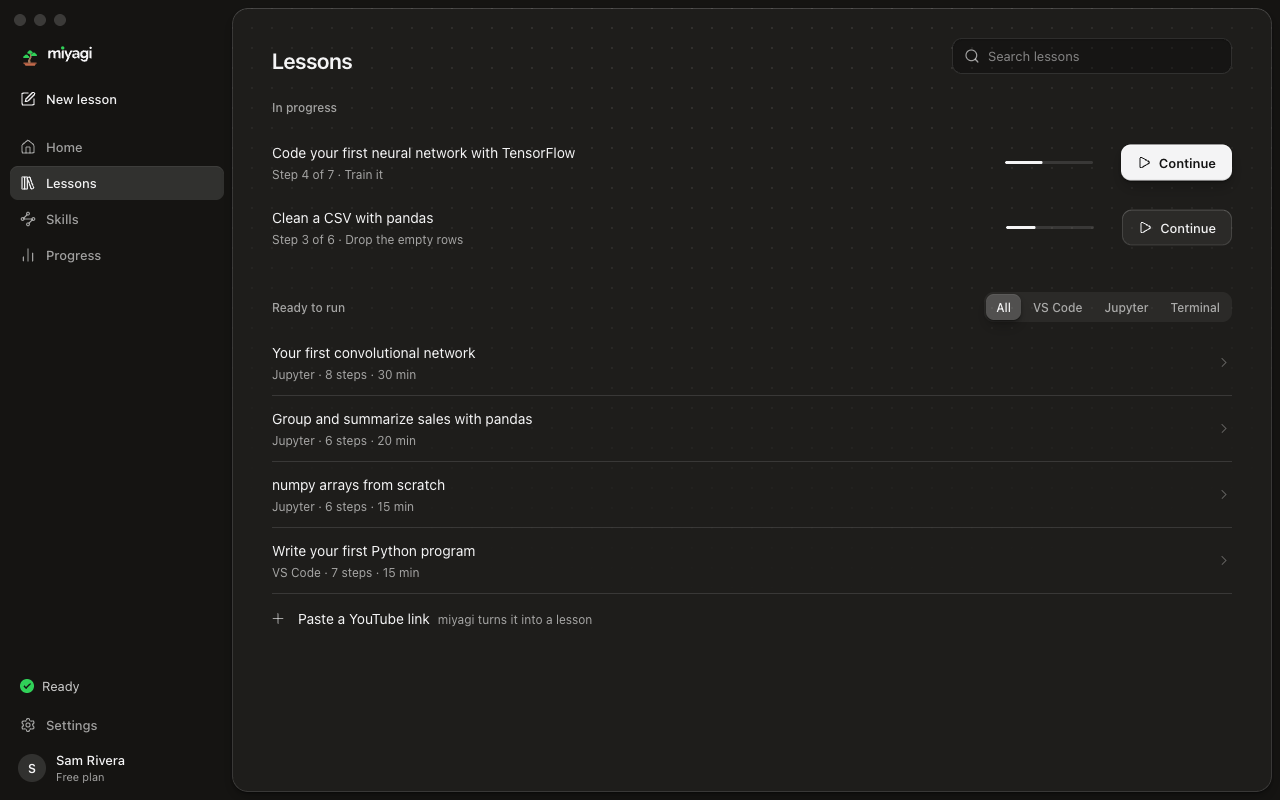 miyagi
New lesson
Home
Lessons
Skills
Progress
Ready
Settings
S
Sam Rivera
Free plan
Lessons
Search lessons
In progress
Code your first neural network with TensorFlow
Step 4 of 7 · Train it
Continue
Clean a CSV with pandas
Step 3 of 6 · Drop the empty rows
Continue
Ready to run
All VS Code Jupyter Terminal
Your first convolutional network
Jupyter · 8 steps · 30 min
Group and summarize sales with pandas
Jupyter · 6 steps · 20 min
numpy arrays from scratch
Jupyter · 6 steps · 15 min
Write your first Python program
VS Code · 7 steps · 15 min
Paste a YouTube link miyagi turns it into a lesson